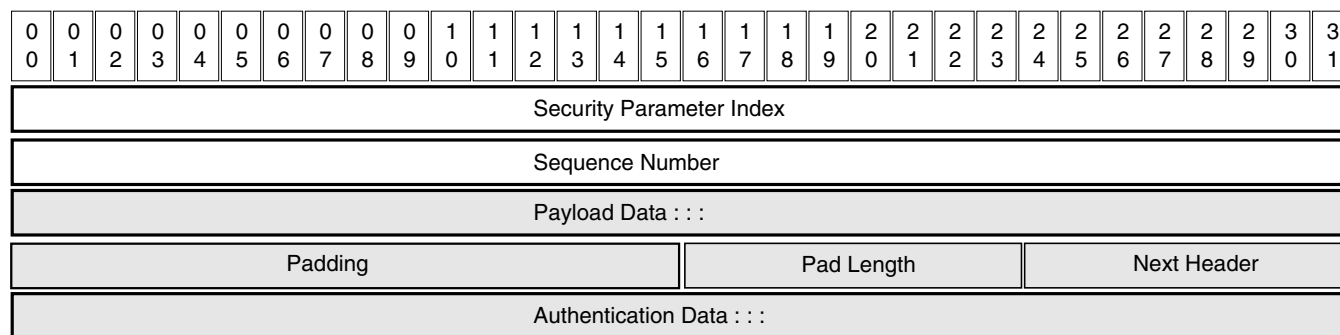 0 0 0 0 0 0 0 0 0 0 1 1 1 1 1 1 1 1 1 1 2 2 2 2 2 2 2 2 2 2 3 3
0 1 2 3 4 5 6 7 8 9 0 1 2 3 4 5 6 7 8 9 0 1 2 3 4 5 6 7 8 9 0 1
Security Parameter Index
Sequence Number
Payload Data : : :
Padding Pad Length Next Header
Authentication Data : : :